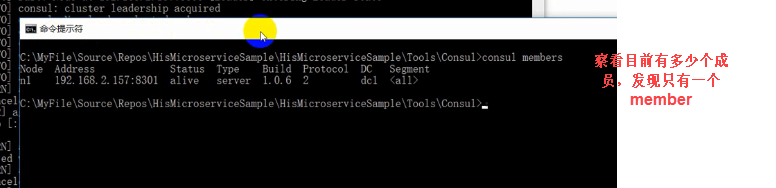 consul: cluster leadership acquired
命令提示符
C:\MyFile\Source\Repos\HisMicroserviceSample\HisMicroserviceSample\Tools\Consul>consul members
Node Address Status Type Build Protocol DC Segment
n1 192.168.2.157:8301 alive server 1.0.6 2 dc1 <all>
C:\MyFile\Source\Repos\HisMicroserviceSample\HisMicroserviceSample\Tools\Consul>
察看目前有多少个成
员，发现只有一个
member